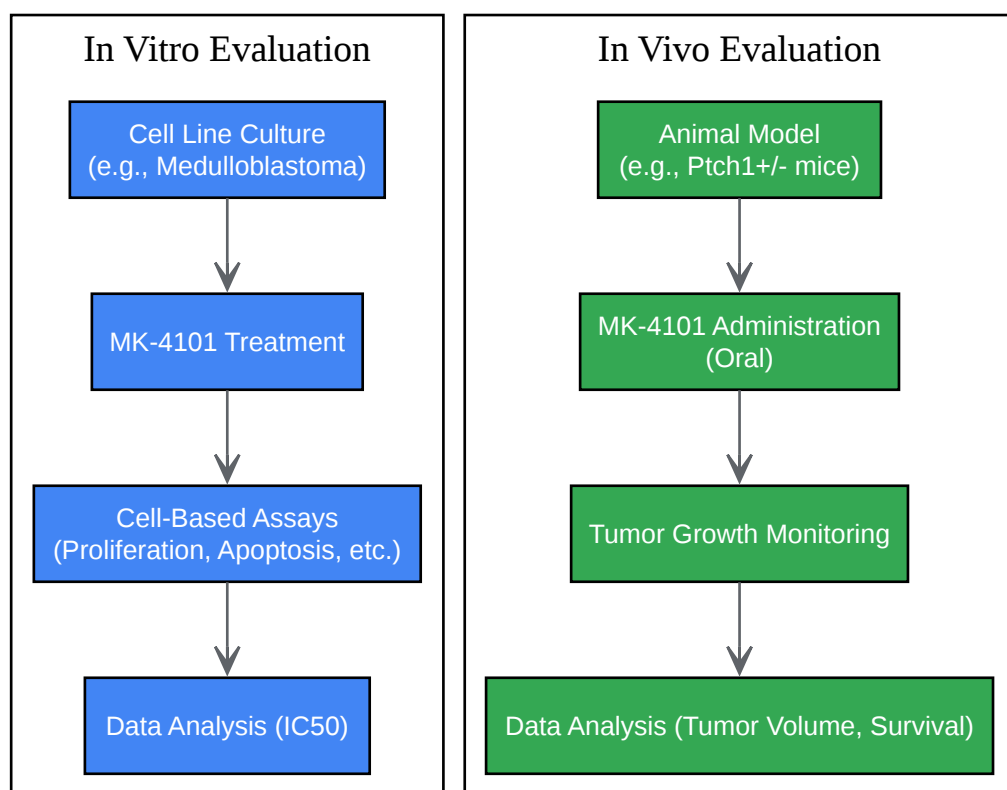 In Vitro Evaluation
Cell Line Culture
(e.g., Medulloblastoma)
MK-4101 Treatment
Cell-Based Assays
(Proliferation, Apoptosis, etc.)
Data Analysis (IC50)
In Vivo Evaluation
Animal Model
(e.g., Ptch1+/- mice)
MK-4101 Administration
(Oral)
Tumor Growth Monitoring
Data Analysis (Tumor Volume, Survival)